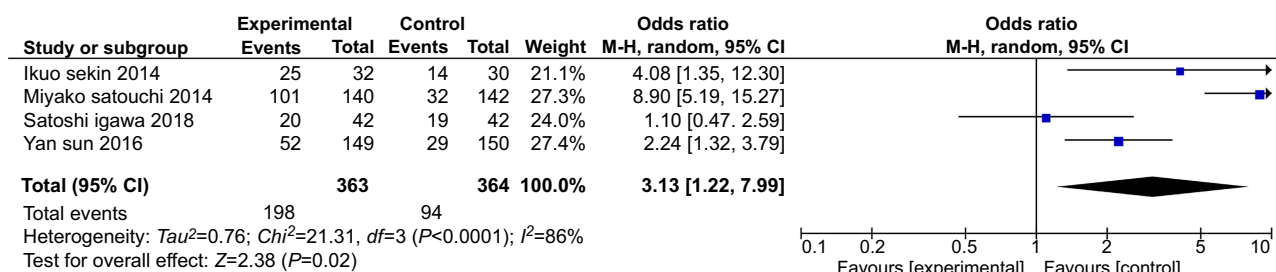 Experimental Control Odds ratio Odds ratio
Study or subgroup Events Total Events Total Weight M-H, random, 95% CI M-H, random, 95% CI
Ikuo sekin 2014 25 32 14 30 21.1% 4.08 [1.35, 12.30]
Miyako satouchi 2014 101 140 32 142 27.3% 8.90 [5.19, 15.27]
Satoshi igawa 2018 20 42 19 42 24.0% 1.10 [0.47. 2.59]
Yan sun 2016 52 149 29 150 27.4% 2.24 [1.32, 3.79]
Total (95% CI) 363 364 100.0% 3.13 [1.22, 7.99]
Total events 198 94
Heterogeneity: Tau²=0.76; Chi²=21.31, df=3 (P<0.0001); I²=86%
Test for overall effect: Z=2.38 (P=0.02)
0.1 0.2 0.5 1 2 5 10
Favours [experimental] Favours [control]